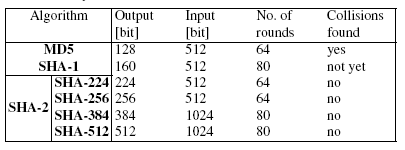 Algorithm Output Input No. of Collisions
[bit] [bit] rounds found
MD5 128 512 64 yes
SHA-1 160 512 80 not yet
SHA-224 224 512 64 no
SHA-256 256 512 64 no
SHA-2
SHA-384 384 1024 80 no
SHA-512 512 1024 80 no